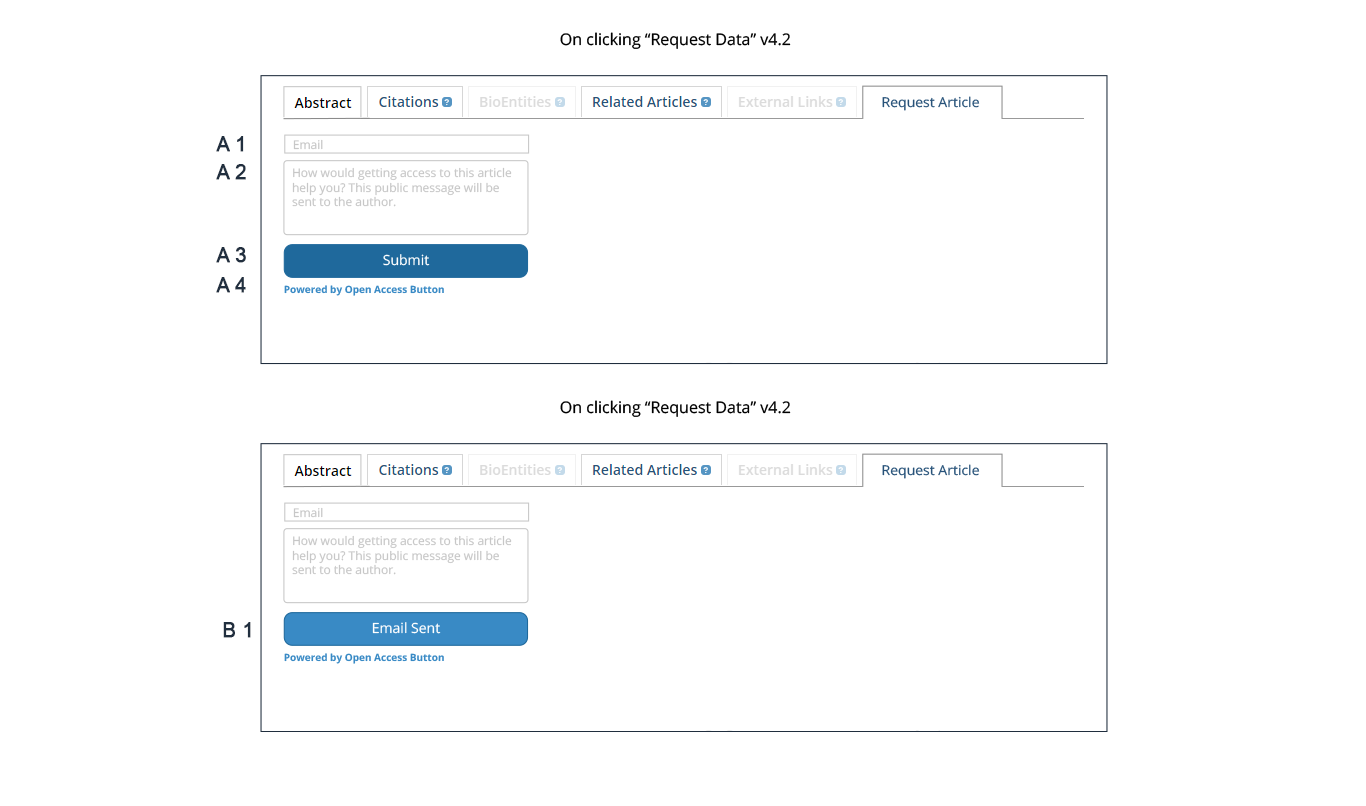 On clicking “Request Data” v4.2
Abstract Citations ? BioEntities ? Related Articles ? External Links ? Request Article
A 1 Email
A 2 How would getting access to this article
help you? This public message will be
sent to the author.
A 3 Submit
A 4 Powered by Open Access Button
On clicking “Request Data” v4.2
Abstract Citations ? BioEntities ? Related Articles ? External Links ? Request Article
Email
How would getting access to this article
help you? This public message will be
sent to the author.
B 1 Email Sent
Powered by Open Access Button